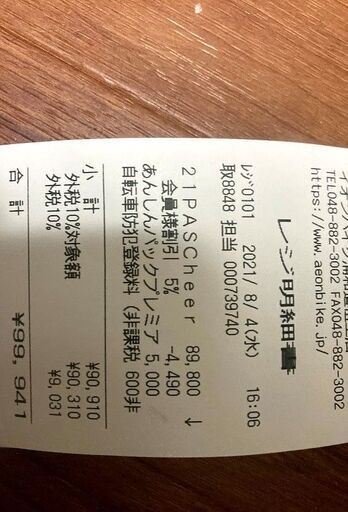 TEL048-882-3002 FAX048-882-3002
https://www.aeonbike.jp/
レジ明細書
レジ0101 2021/ 8/ 4(水) 16:06
取8848 担当 000739740
21PASCher 89,800 ↓
会員様割引 5% -4,490
あんしんパックプレミア 5,000
自転車防犯登録料(非課税 600非
小 計 ¥90,910
外税10%対象額 ¥90,310
外税10% ¥9,031
合 計 ¥99,941